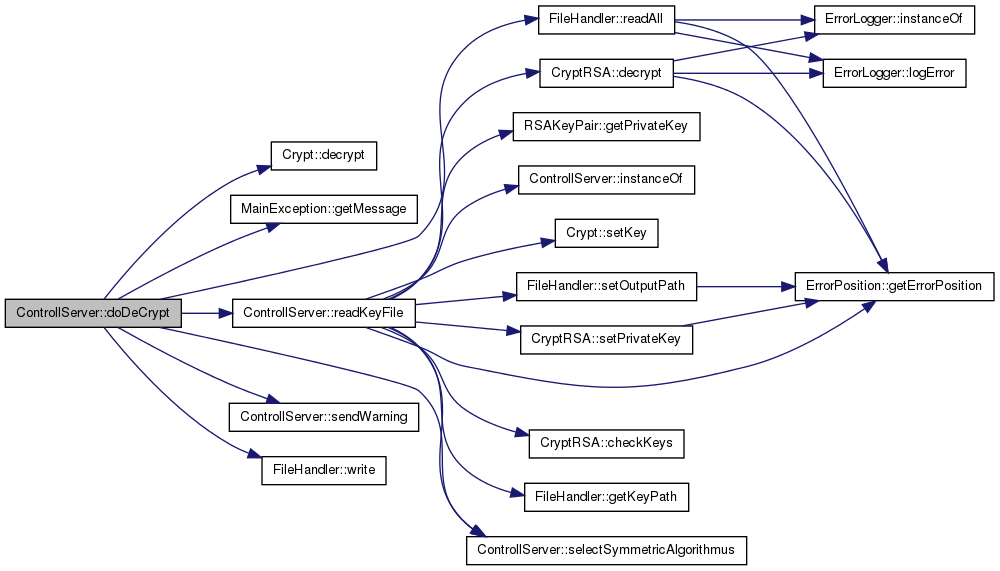 FileHandler::readAll
ErrorLogger::instanceOf
CryptRSA::decrypt
ErrorLogger::logError
RSAKeyPair::getPrivateKey
Crypt::decrypt
ControllServer::instanceOf
MainException::getMessage
Crypt::setKey
FileHandler::setOutputPath
ErrorPosition::getErrorPosition
ControllServer::doDeCrypt
ControllServer::readKeyFile
CryptRSA::setPrivateKey
ControllServer::sendWarning
CryptRSA::checkKeys
FileHandler::write
FileHandler::getKeyPath
ControllServer::selectSymmetricAlgorithmus